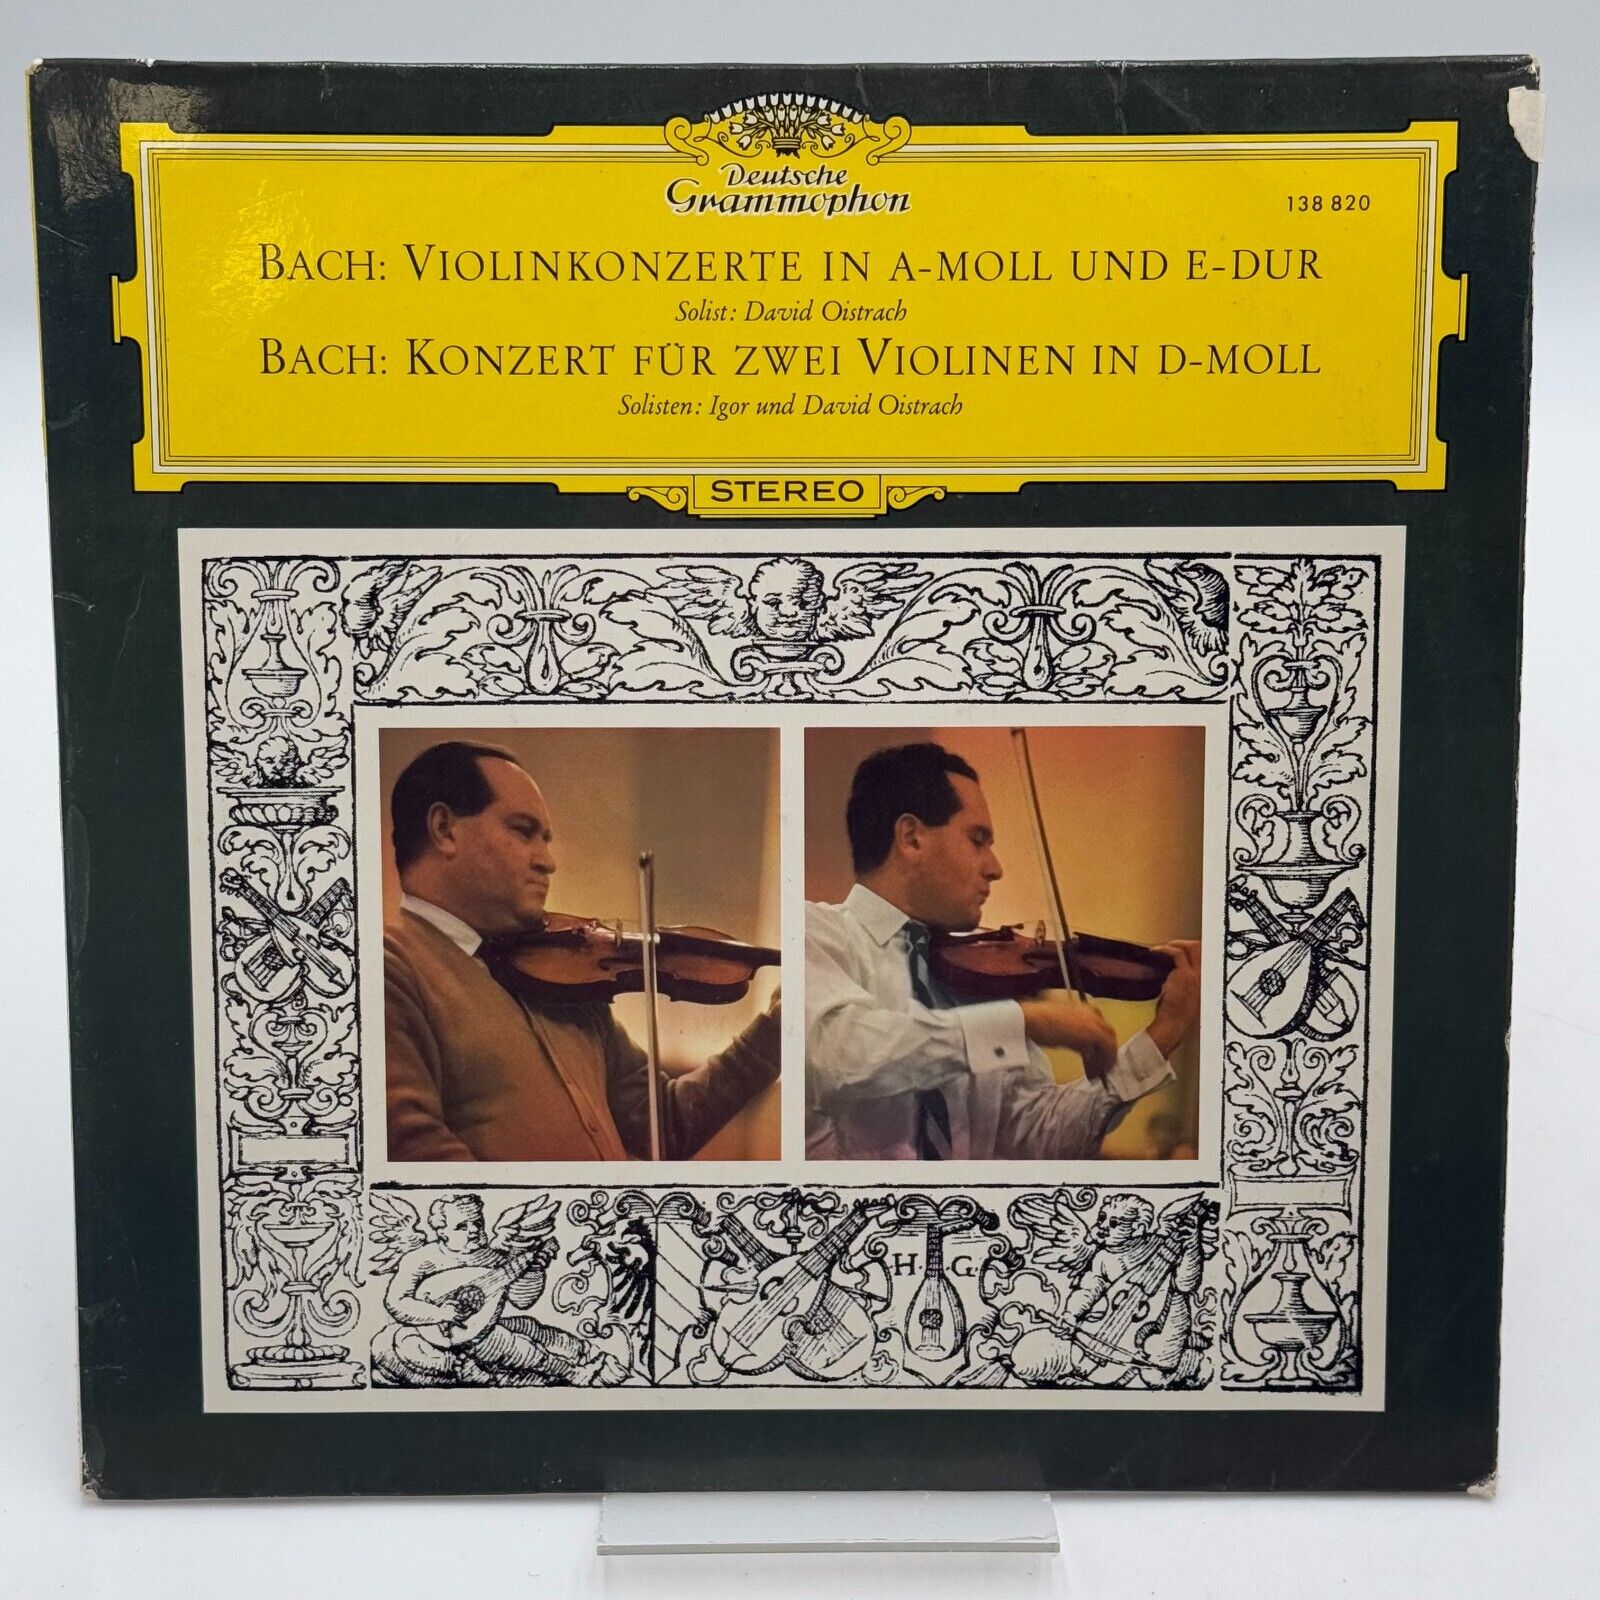 Deutsche
Grammophon
138 820
BACH: VIOLINKONZERTE IN A-MOLL UND E-DUR
Solist: David Oistrach
BACH: KONZERT FÜR ZWEI VIOLINEN IN D-MOLL
Solisten: Igor und David Oistrach
STEREO
·H· G·